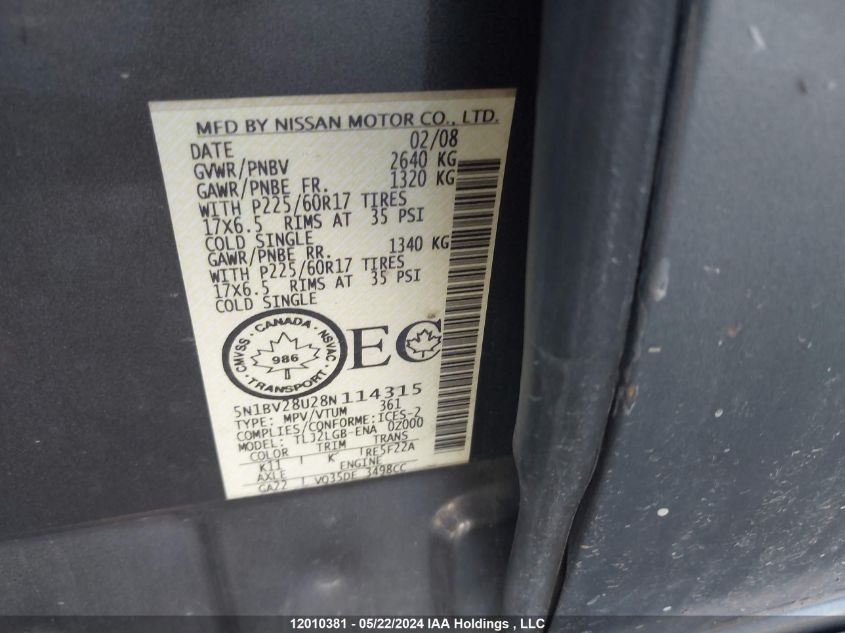 MFD BY NISSAN MOTOR CO., LTD.
DATE 02/08
GVWR/PNBV 2640 KG
GAWR/PNBE FR. 1320 KG
WITH P225/60R17 TIRES
17X6.5 RIMS AT 35 PSI
COLD SINGLE
GAWR/PNBE RR. 1340 KG
WITH P225/60R17 TIRES
17X6.5 RIMS AT 35 PSI
COLD SINGLE
CMVSS · CANADA · NSVAC
986
· TRANSPORT ·
EC
5N1BV28U28N114315
TYPE: MPV/VTUM 361
COMPLIES/CONFORME:ICES-2
MODEL: TLJ2LGB-ENA 0Z000
COLOR TRIM TRANS
K11 K RE5F22A
AXLE ENGINE
GA22 VQ35DE 3498CC
12010381 - 05/22/2024 IAA Holdings , LLC